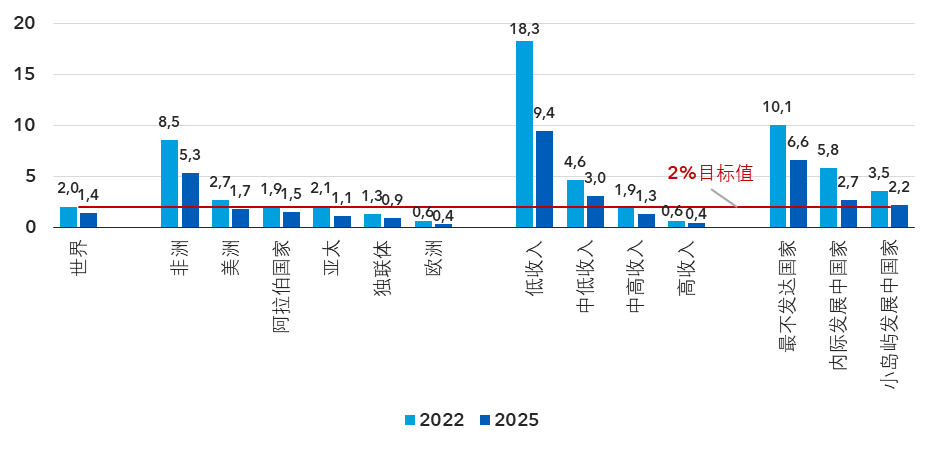 20
15
10
5
0
2,0
1,4
8,5
5,3
2,7
1,7
1,9
1,5
2,1
1,1
1,3
0,9
0,6
0,4
18,3
9,4
4,6
3,0
1,9
1,3
0,6
0,4
10,1
6,6
5,8
2,7
3,5
2,2
2%目标值
世界
非洲
美洲
阿拉伯国家
亚太
独联体
欧洲
低收入
中低收入
中高收入
高收入
最不发达国家
内际发展中国家
小岛屿发展中国家
2022
2025